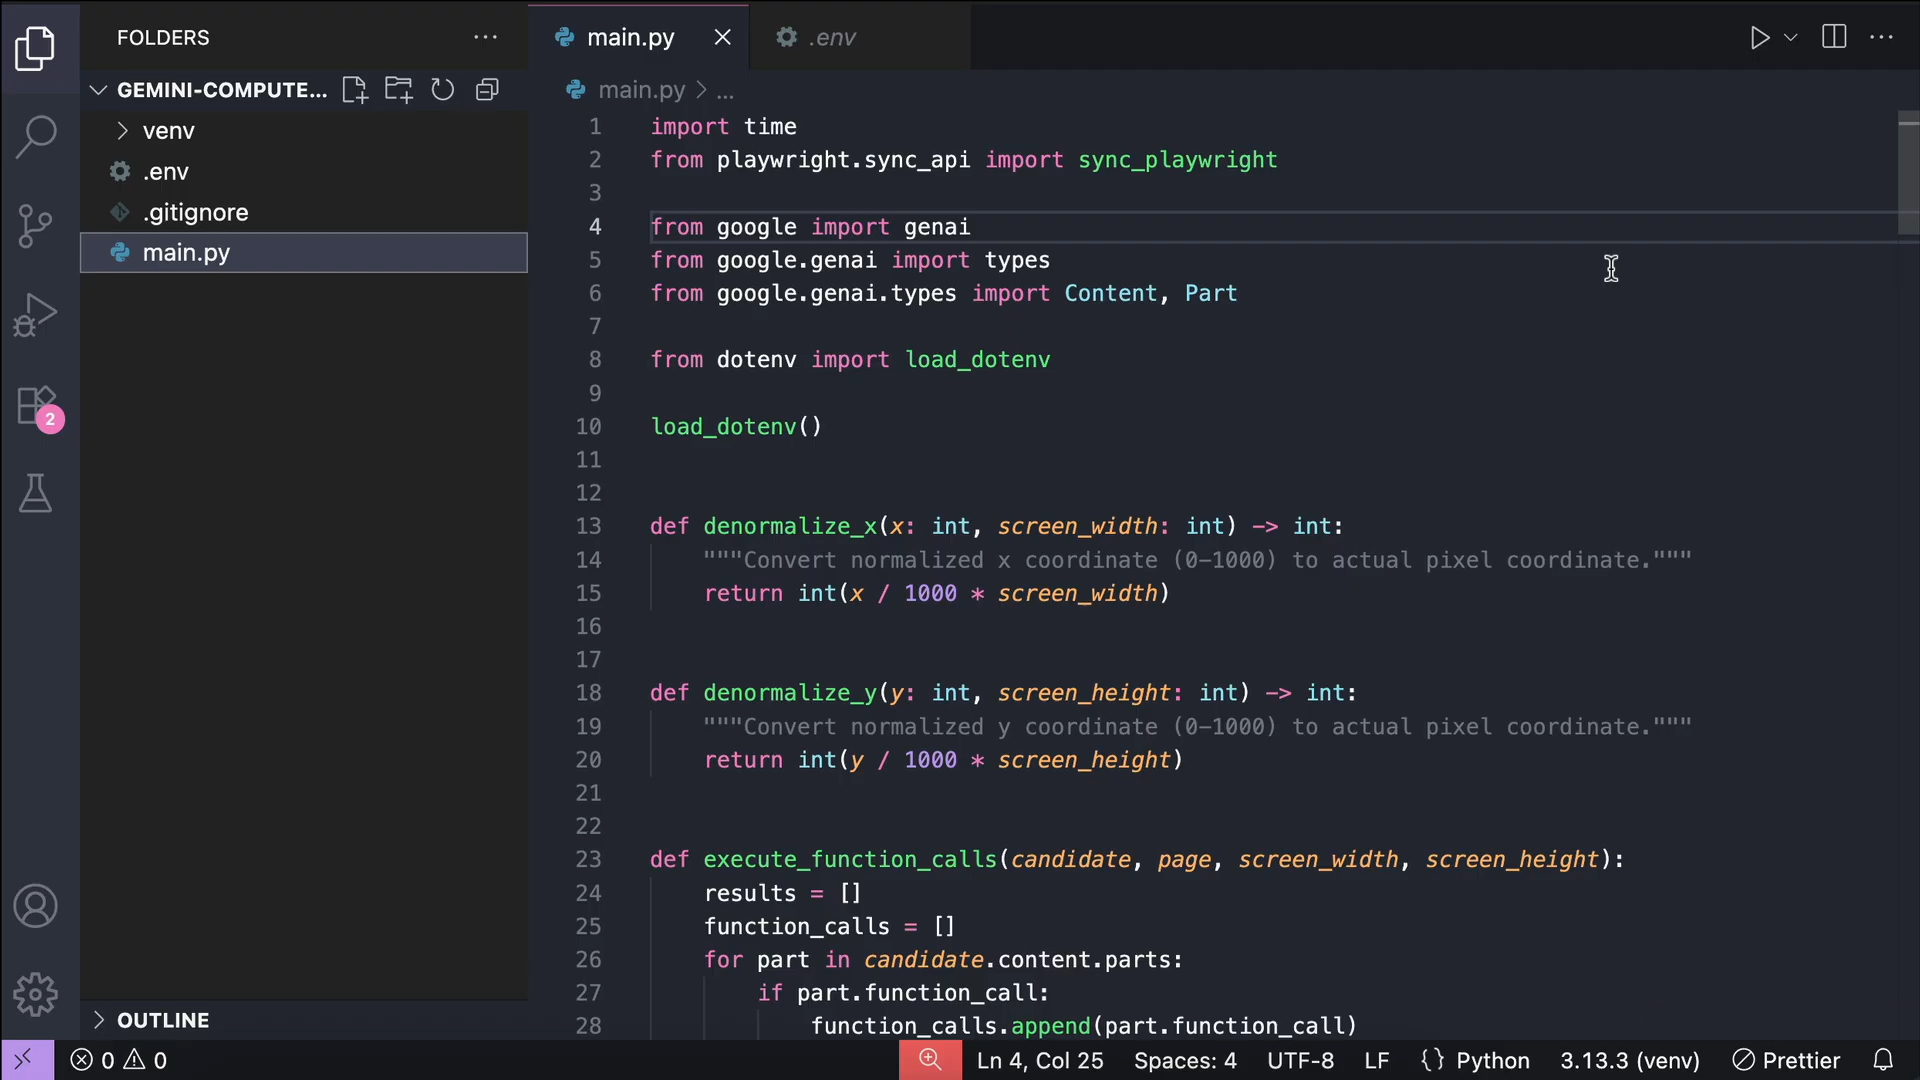 FOLDERS
GEMINI-COMPUTE...
venv
.env
.gitignore
main.py
OUTLINE
2
main.py
.env
main.py > ...
1 import time
2 from playwright.sync_api import sync_playwright
3
4 from google import genai
5 from google.genai import types
6 from google.genai.types import Content, Part
7
8 from dotenv import load_dotenv
9
10 load_dotenv()
11
12
13 def denormalize_x(x: int, screen_width: int) -> int:
14 """Convert normalized x coordinate (0-1000) to actual pixel coordinate."""
15 return int(x / 1000 * screen_width)
16
17
18 def denormalize_y(y: int, screen_height: int) -> int:
19 """Convert normalized y coordinate (0-1000) to actual pixel coordinate."""
20 return int(y / 1000 * screen_height)
21
22
23 def execute_function_calls(candidate, page, screen_width, screen_height):
24 results = []
25 function_calls = []
26 for part in candidate.content.parts:
27 if part.function_call:
28 function_calls.append(part.function_call)
0 0 Ln 4, Col 25 Spaces: 4 UTF-8 LF {} Python 3.13.3 (venv) Prettier